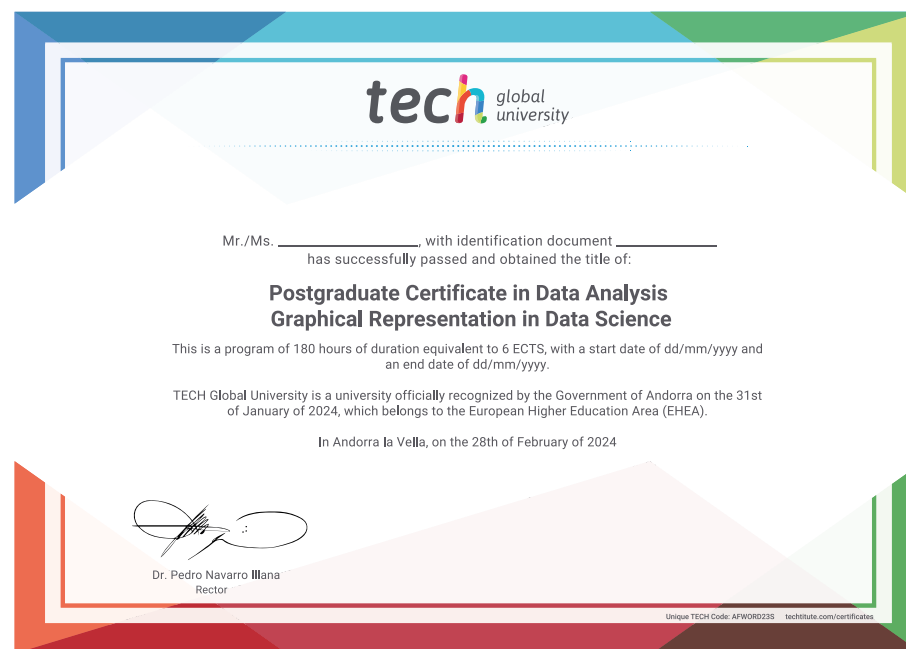 tech global university
Mr./Ms. ____________________, with identification document ______________
has successfully passed and obtained the title of:
Postgraduate Certificate in Data Analysis
Graphical Representation in Data Science
This is a program of 180 hours of duration equivalent to 6 ECTS, with a start date of dd/mm/yyyy and
an end date of dd/mm/yyyy.
TECH Global University is a university officially recognized by the Government of Andorra on the 31st
of January of 2024, which belongs to the European Higher Education Area (EHEA).
In Andorra la Vella, on the 28th of February of 2024
Dr. Pedro Navarro Illana
Rector
Unique TECH Code: AFWORD23S techtitute.com/certificates